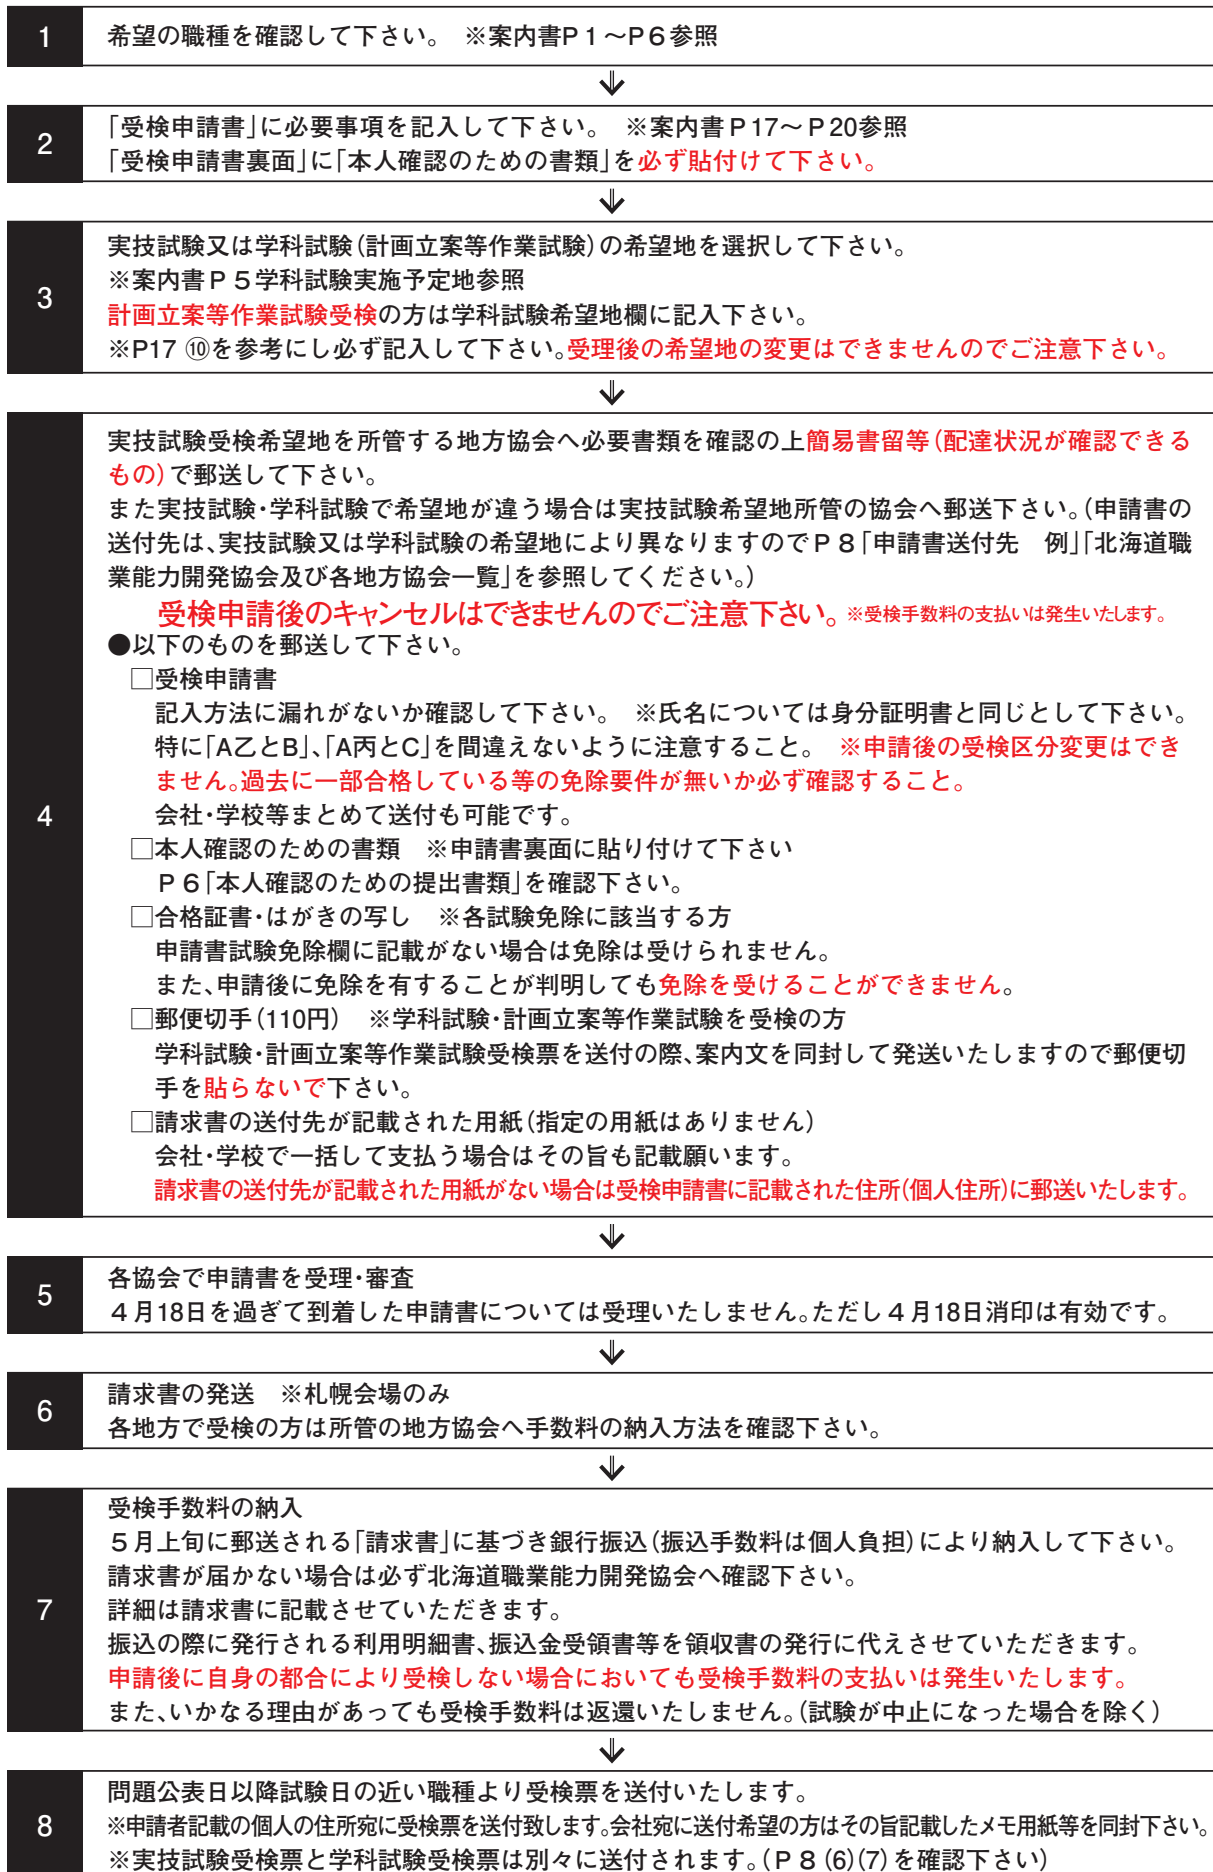 1
希望の職種を確認して下さい。　※案内書P１～P６参照
⇓
2
「受検申請書」に必要事項を記入して下さい。　※案内書Ｐ17～Ｐ20参照
「受検申請書裏面」に「本人確認のための書類」を必ず貼付けて下さい。
⇓
3
実技試験又は学科試験（計画立案等作業試験）の希望地を選択して下さい。
※案内書Ｐ５学科試験実施予定地参照
計画立案等作業試験受検の方は学科試験希望地欄に記入下さい。
※P17 ⑩を参考にし必ず記入して下さい。受理後の希望地の変更はできませんのでご注意下さい。
⇓
4
実技試験受検希望地を所管する地方協会へ必要書類を確認の上簡易書留等（配達状況が確認できる
もの）で郵送して下さい。
また実技試験・学科試験で希望地が違う場合は実技試験希望地所管の協会へ郵送下さい。（申請書の
送付先は、実技試験又は学科試験の希望地により異なりますのでＰ８「申請書送付先　例」「北海道職
業能力開発協会及び各地方協会一覧」を参照してください。）
受検申請後のキャンセルはできませんのでご注意下さい。※受検手数料の支払いは発生いたします。
●以下のものを郵送して下さい。
□受検申請書
記入方法に漏れがないか確認して下さい。　※氏名については身分証明書と同じとして下さい。
特に「A乙とB」、「A丙とC」を間違えないように注意すること。　※申請後の受検区分変更はでき
ません。過去に一部合格している等の免除要件が無いか必ず確認すること。
会社・学校等まとめて送付も可能です。
□本人確認のための書類　※申請書裏面に貼り付けて下さい
Ｐ６「本人確認のための提出書類」を確認下さい。
□合格証書・はがきの写し　※各試験免除に該当する方
申請書試験免除欄に記載がない場合は免除は受けられません。
また、申請後に免除を有することが判明しても免除を受けることができません。
□郵便切手（110円）　※学科試験・計画立案等作業試験を受検の方
学科試験・計画立案等作業試験受検票を送付の際、案内文を同封して発送いたしますので郵便切
手を貼らないで下さい。
□請求書の送付先が記載された用紙（指定の用紙はありません）
会社・学校で一括して支払う場合はその旨も記載願います。
請求書の送付先が記載された用紙がない場合は受検申請書に記載された住所（個人住所）に郵送いたします。
⇓
5
各協会で申請書を受理・審査
４月18日を過ぎて到着した申請書については受理いたしません。ただし４月18日消印は有効です。
⇓
6
請求書の発送　※札幌会場のみ
各地方で受検の方は所管の地方協会へ手数料の納入方法を確認下さい。
⇓
7
受検手数料の納入
５月上旬に郵送される「請求書」に基づき銀行振込（振込手数料は個人負担）により納入して下さい。
請求書が届かない場合は必ず北海道職業能力開発協会へ確認下さい。
詳細は請求書に記載させていただきます。
振込の際に発行される利用明細書、振込金受領書等を領収書の発行に代えさせていただきます。
申請後に自身の都合により受検しない場合においても受検手数料の支払いは発生いたします。
また、いかなる理由があっても受検手数料は返還いたしません。（試験が中止になった場合を除く）
⇓
8
問題公表日以降試験日の近い職種より受検票を送付いたします。
※申請者記載の個人の住所宛に受検票を送付致します。会社宛に送付希望の方はその旨記載したメモ用紙等を同封下さい。
※実技試験受検票と学科試験受検票は別々に送付されます。（Ｐ８(6)(7)を確認下さい）